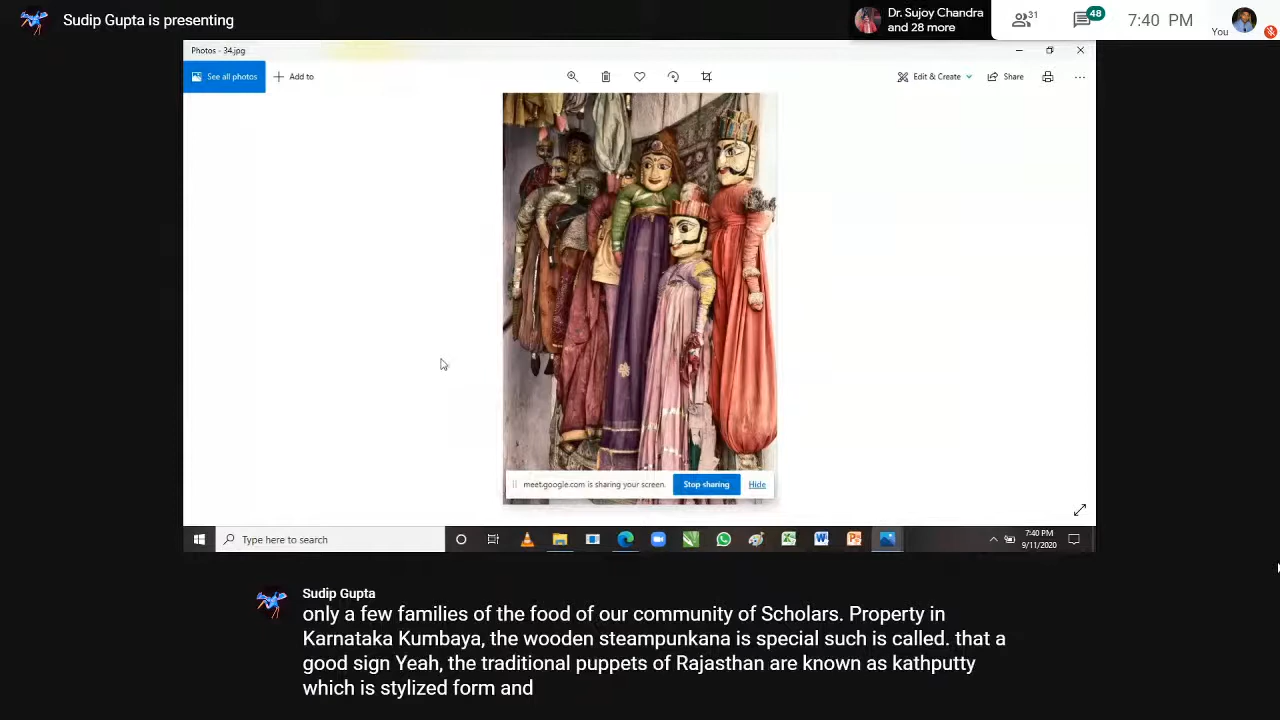 Sudip Gupta is presenting
Dr. Sujoy Chandra
and 28 more
31
48
7:40 PM
You
Photos - 34.jpg
See all photos
Add to
Edit & Create
Share
meet.google.com is sharing your screen.
Stop sharing
Hide
Type here to search
7:40 PM
9/11/2020
Sudip Gupta
only a few families of the food of our community of Scholars. Property in
Karnataka Kumbaya, the wooden steampunkana is special such is called. that a
good sign Yeah, the traditional puppets of Rajasthan are known as kathputty
which is stylized form and